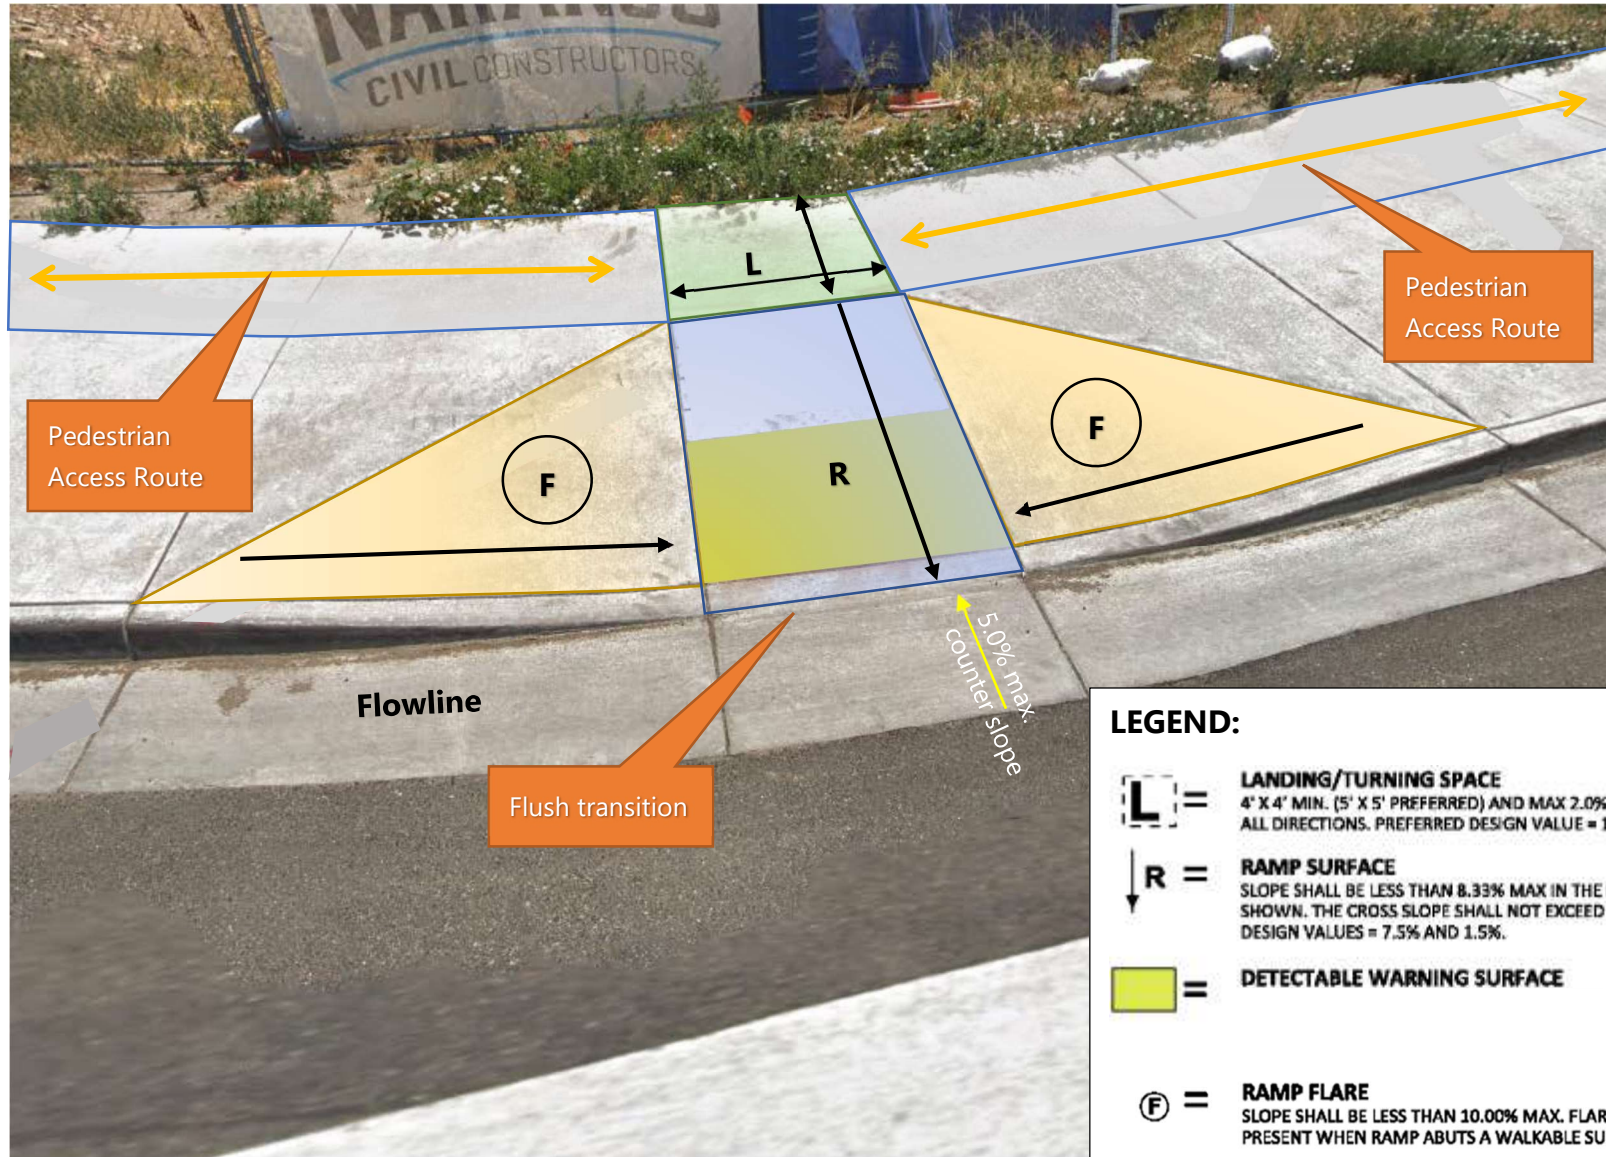 CIVIL CONSTRUCTORS
L
Pedestrian
Access Route
Pedestrian
Access Route
F
F
R
5.0% max.
counter slope
Flowline
Flush transition
LEGEND:
L =
LANDING/TURNING SPACE
4' X 4' MIN. (5' X 5' PREFERRED) AND MAX 2.0%
ALL DIRECTIONS. PREFERRED DESIGN VALUE = 1
R =
RAMP SURFACE
SLOPE SHALL BE LESS THAN 8.33% MAX IN THE
SHOWN. THE CROSS SLOPE SHALL NOT EXCEED
DESIGN VALUES = 7.5% AND 1.5%.
=
DETECTABLE WARNING SURFACE
F =
RAMP FLARE
SLOPE SHALL BE LESS THAN 10.00% MAX. FLAR
PRESENT WHEN RAMP ABUTS A WALKABLE SU